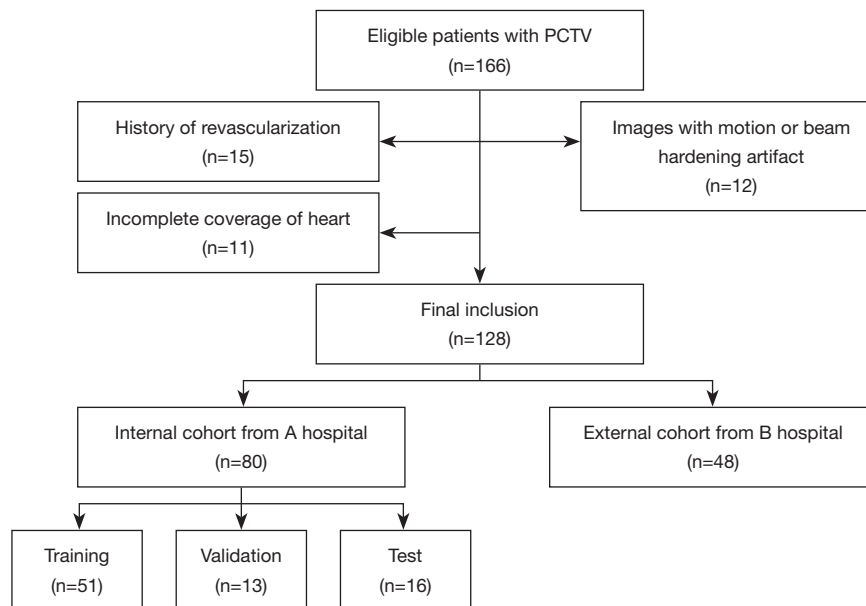 Eligible patients with PCTV
(n=166)
History of revascularization
(n=15)
Images with motion or beam
hardening artifact
(n=12)
Incomplete coverage of heart
(n=11)
Final inclusion
(n=128)
Internal cohort from A hospital
(n=80)
External cohort from B hospital
(n=48)
Training
(n=51)
Validation
(n=13)
Test
(n=16)